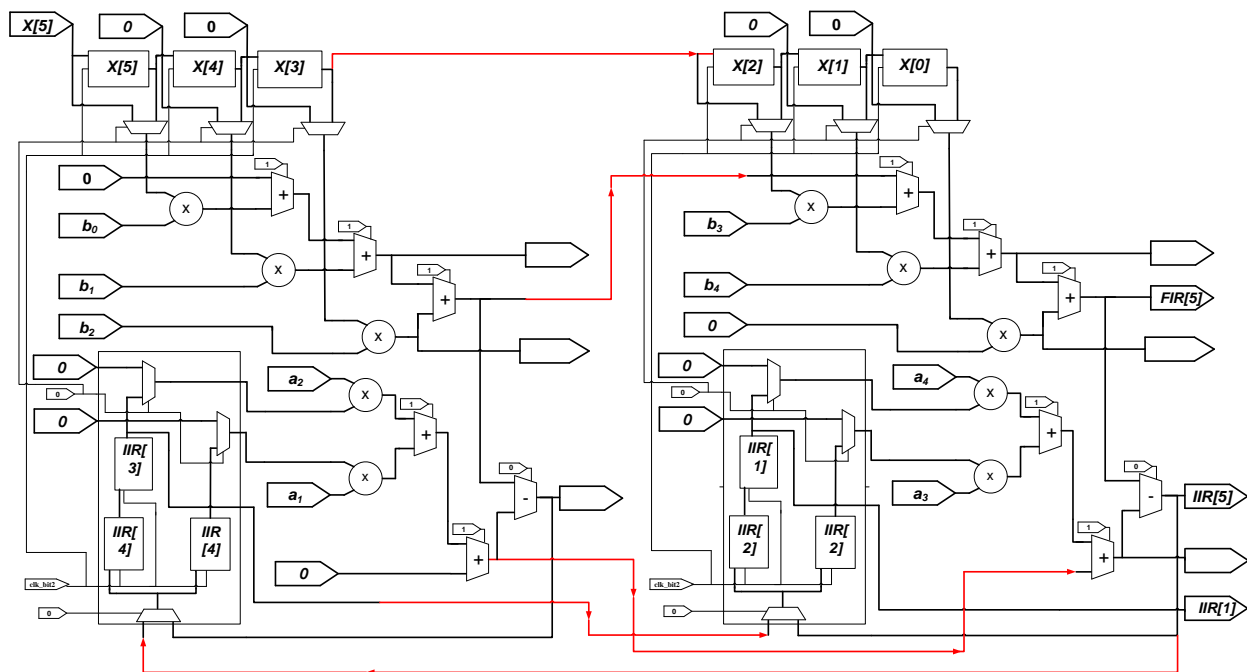 X[5] 0 0 0 0
X[5] X[4] X[3] X[2] X[1] X[0]
1 1
0 + +
x x
b0 b3
1 1
+ +
x x
b1 b4
1 1
+ + FIR[5]
b2 x 0 x
0 a2 0 a4
x x
0 1 0 1
0 + 0 +
IIR[
3]
IIR[
1]
x x
a1 a3
0 0
- - IIR[5]
IIR[
4]
IIR
[4]
IIR[
2]
IIR[
2]
1 1
+ +
0
clk_bit2 clk_bit2
0 0 IIR[1]